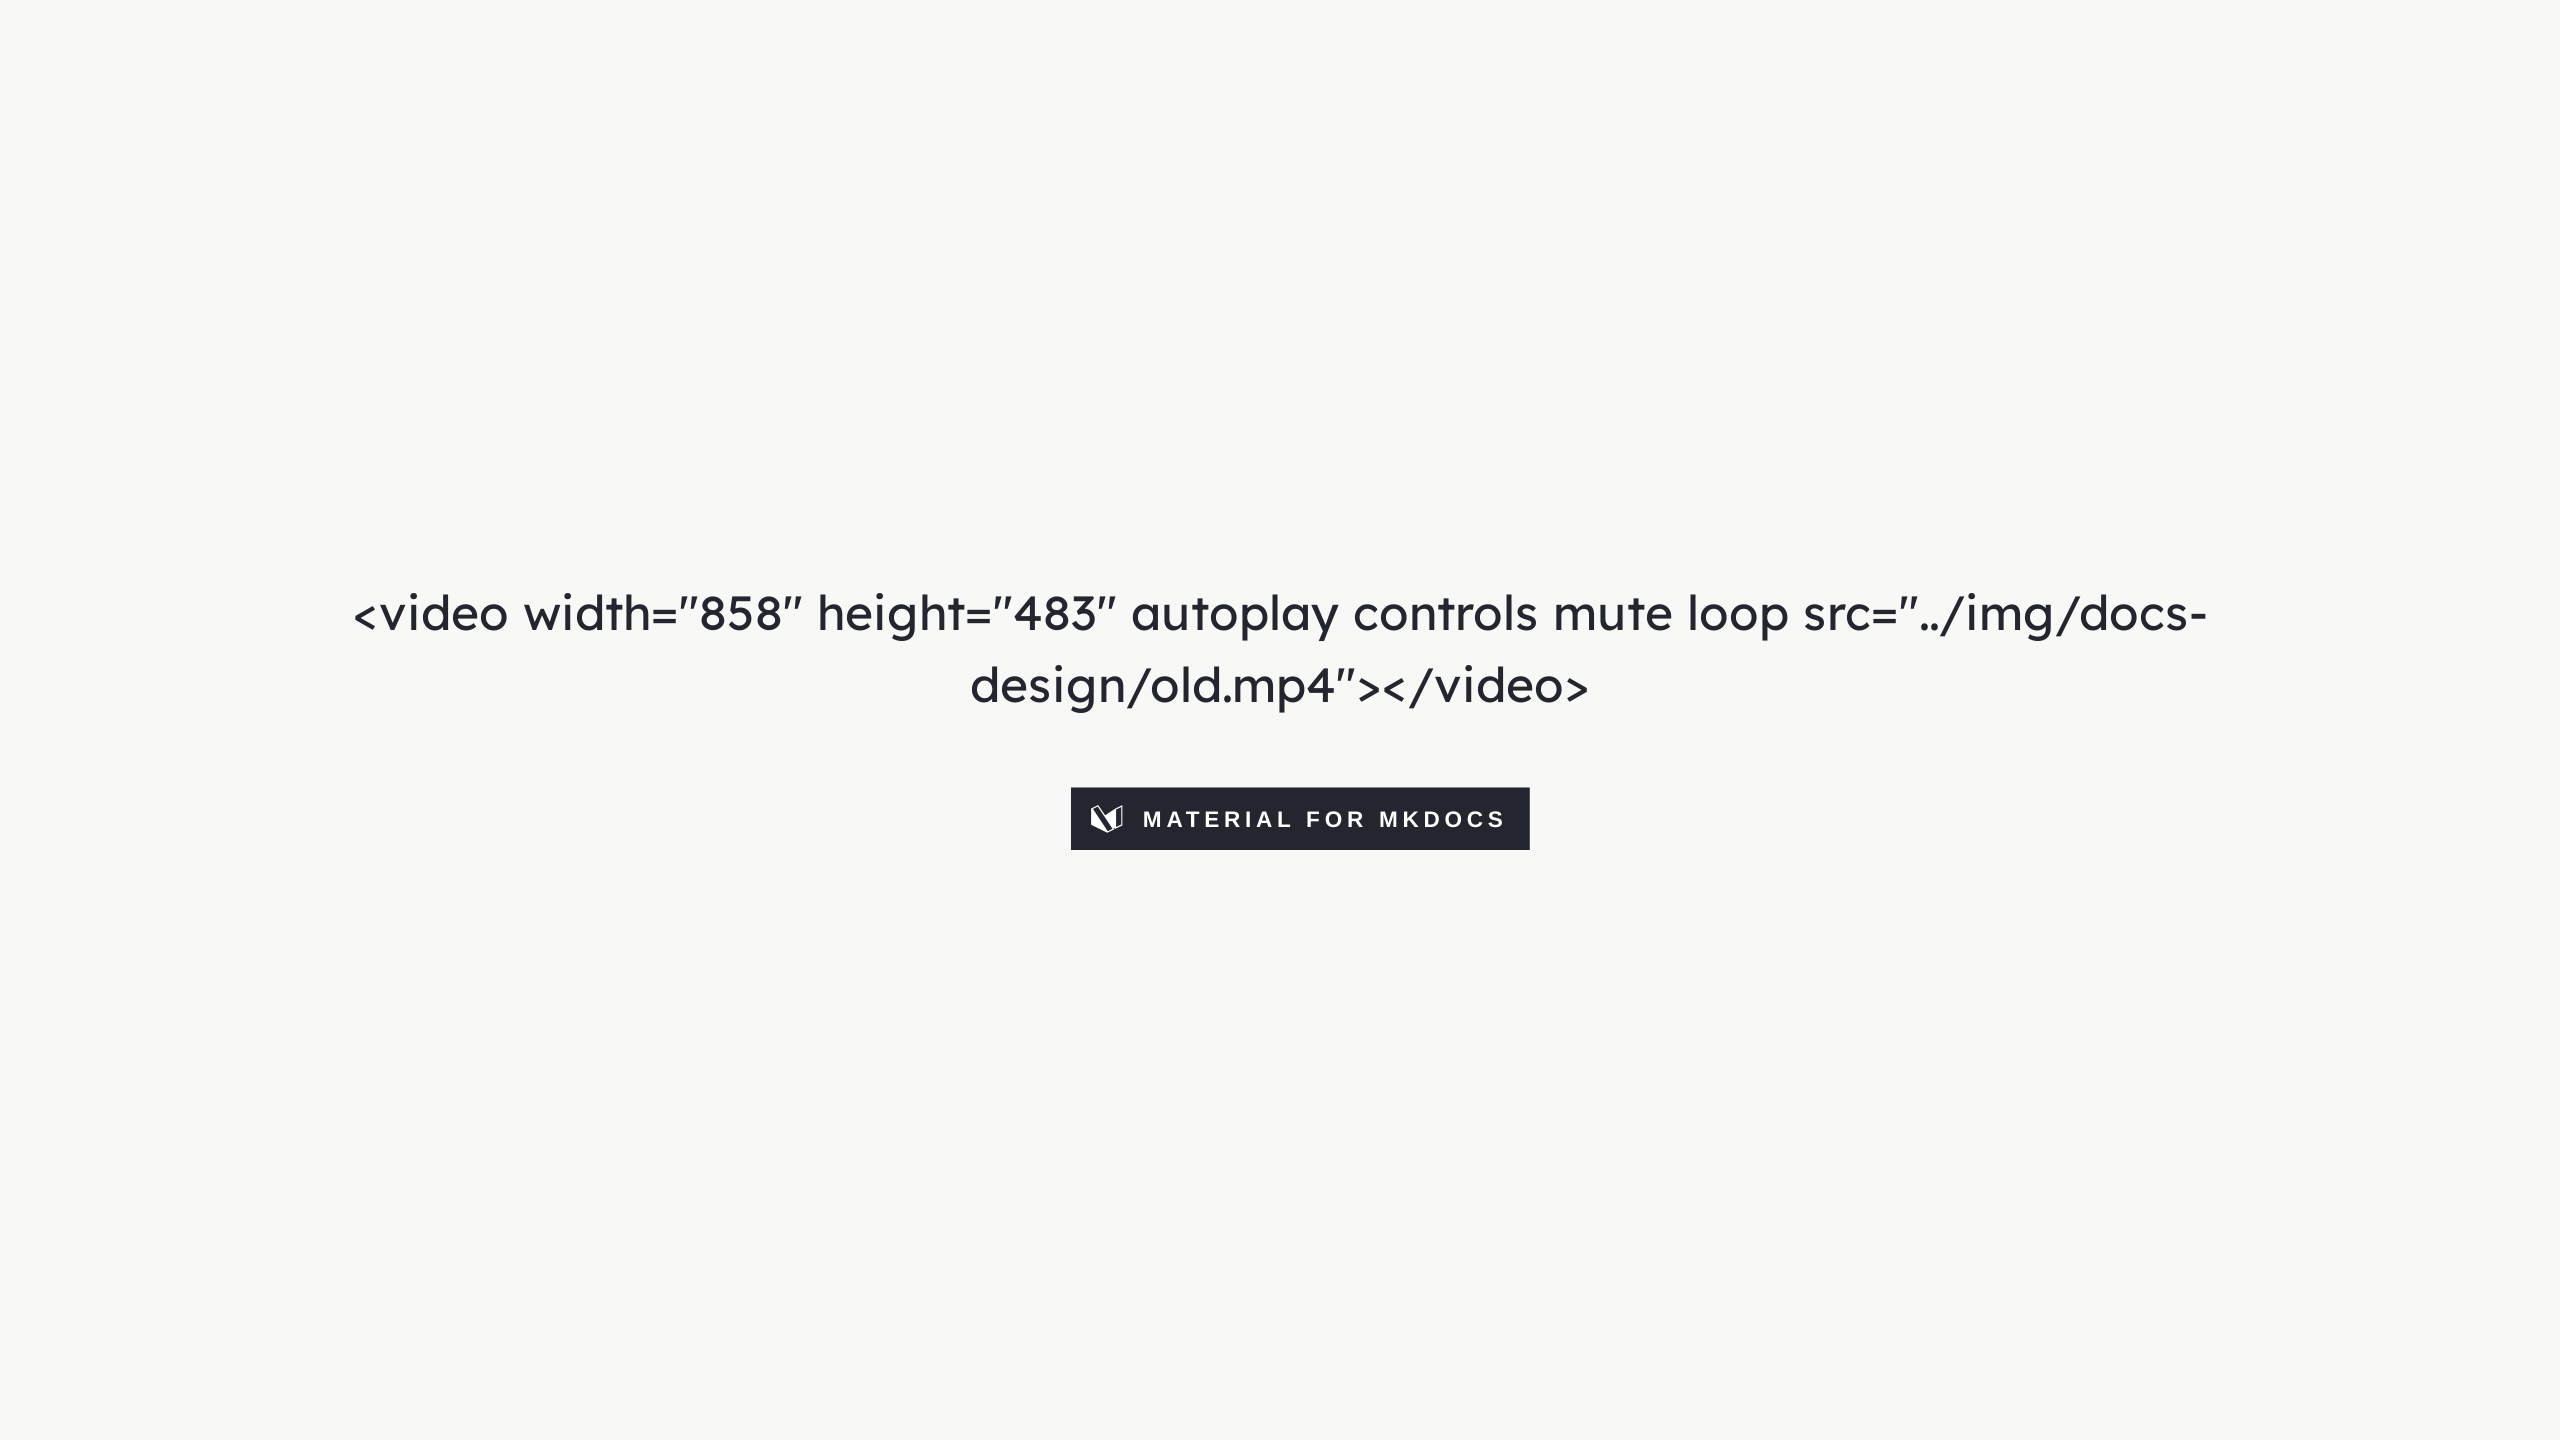 <video width="858" height="483" autoplay controls mute loop src="../img/docs-
design/old.mp4"></video>
MATERIAL FOR MKDOCS